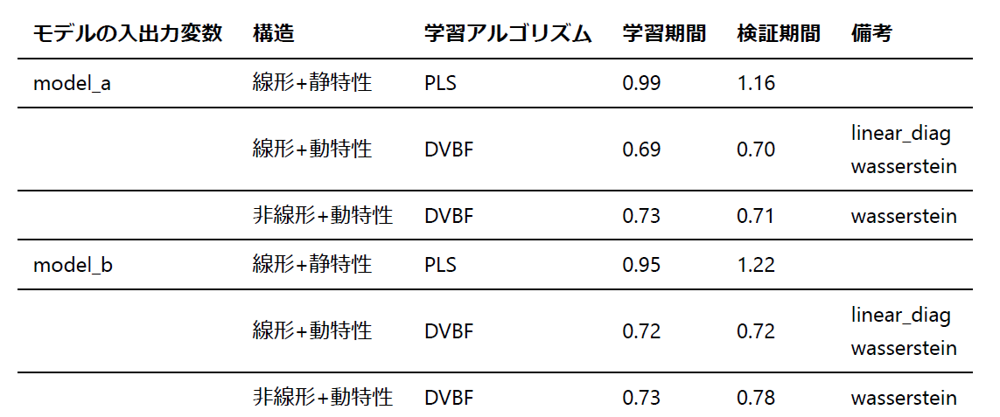 モデルの入出力変数 構造 学習アルゴリズム 学習期間 検証期間 備考
model_a 線形+静特性 PLS 0.99 1.16
線形+動特性 DVBF 0.69 0.70 linear_diag
wasserstein
非線形+動特性 DVBF 0.73 0.71 wasserstein
model_b 線形+静特性 PLS 0.95 1.22
線形+動特性 DVBF 0.72 0.72 linear_diag
wasserstein
非線形+動特性 DVBF 0.73 0.78 wasserstein